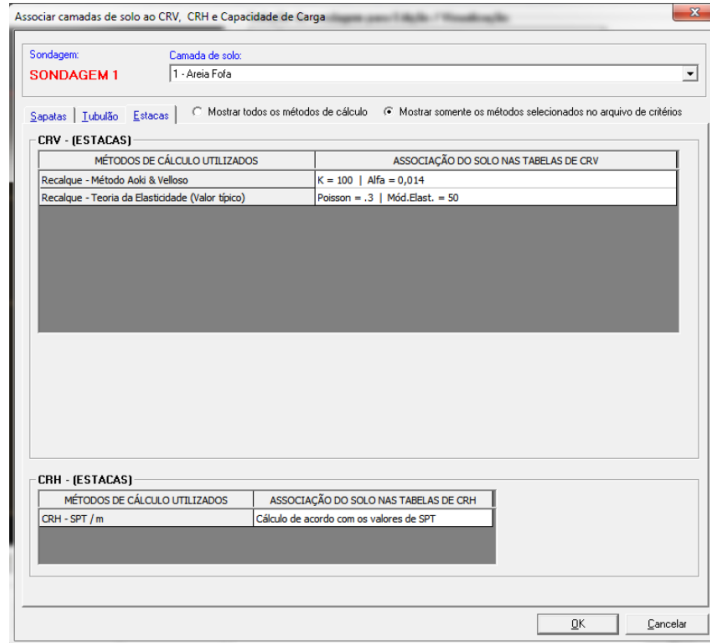 Associar camadas de solo ao CRV, CRH e Capacidade de Carga
Sondagem: Camada de solo:
SONDAGEM 1 1 - Areia Fofa
Sapatas Tubulão Estacas Mostrar todos os métodos de cálculo Mostrar somente os métodos selecionados no arquivo de critérios
CRV - (ESTACAS)
MÉTODOS DE CÁLCULO UTILIZADOS ASSOCIAÇÃO DO SOLO NAS TABELAS DE CRV
Recalque - Método Aoki & Velloso K = 100 | Alfa = 0,014
Recalque - Teoria da Elasticidade (Valor típico) Poisson = .3 | Mód.Elast. = 50
CRH - (ESTACAS)
MÉTODOS DE CÁLCULO UTILIZADOS ASSOCIAÇÃO DO SOLO NAS TABELAS DE CRH
CRH - SPT / m Cálculo de acordo com os valores de SPT
OK Cancelar